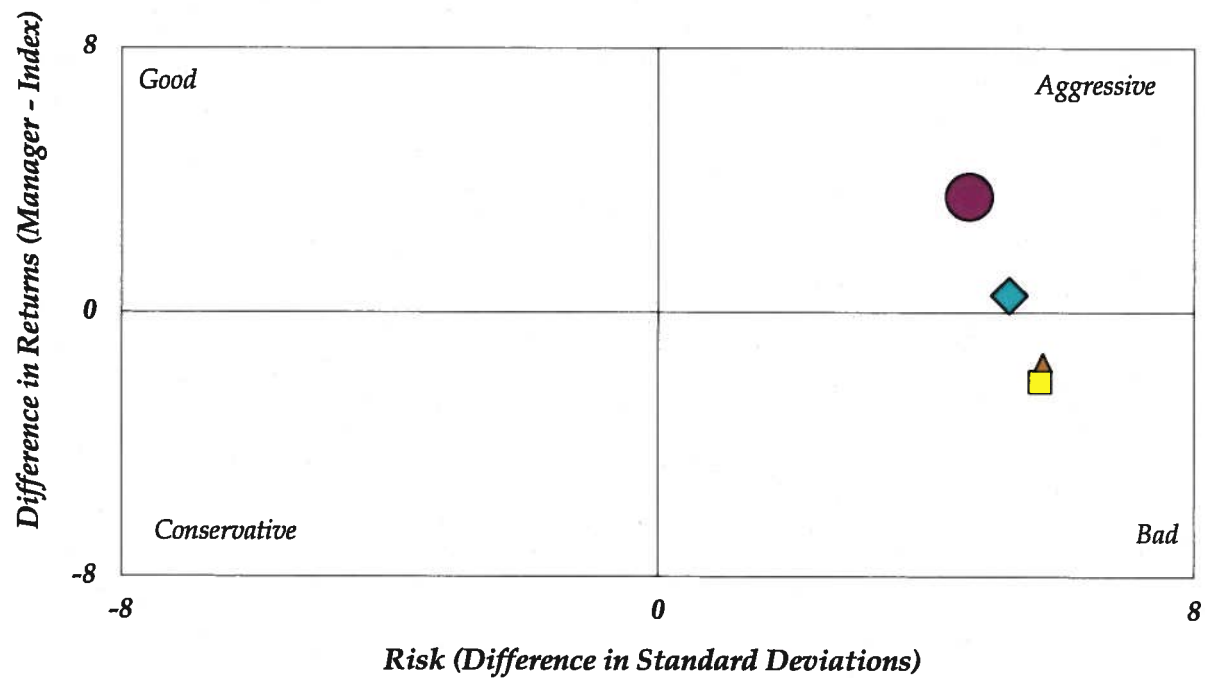 Difference in Returns (Manager - Index)
8
Good
Aggressive
0
Conservative
Bad
-8
-8
0
8
Risk (Difference in Standard Deviations)